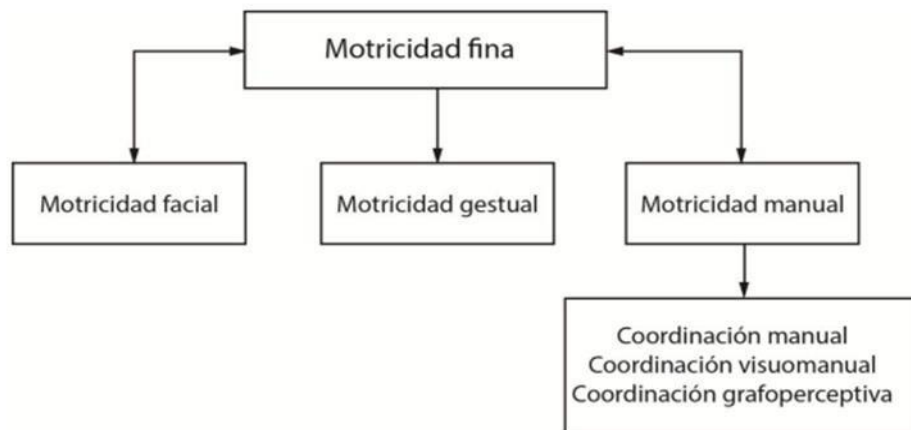 Motricidad fina
Motricidad facial
Motricidad gestual
Motricidad manual
Coordinación manual
Coordinación visuomanual
Coordinación grafoperceptiva